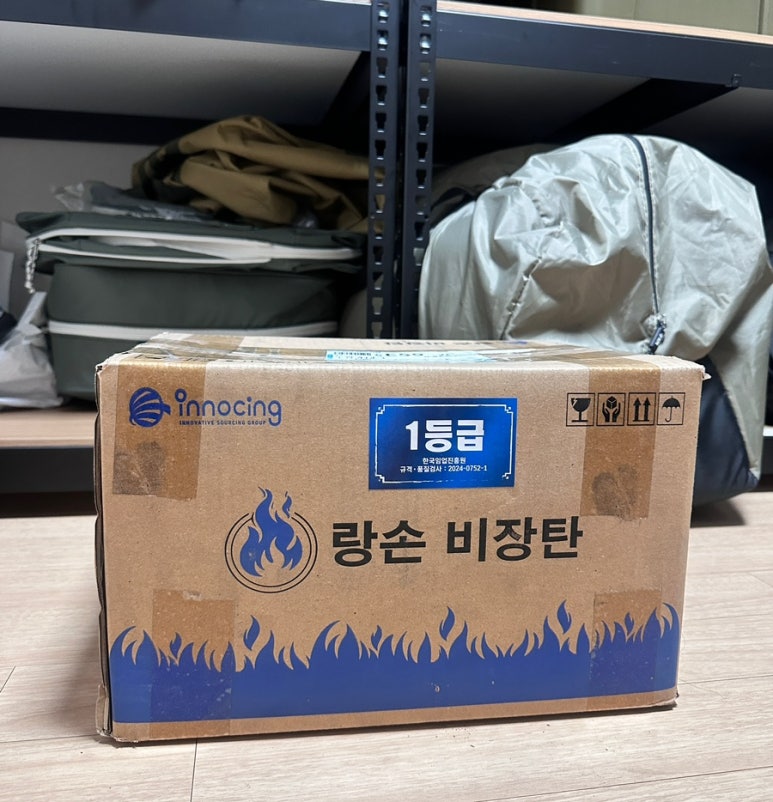 innocing
INNOVATIVE SOURCING GROUP
1등급
한국임업진흥원
규격·품질검사 : 2024-0752-1
랑손 비장탄